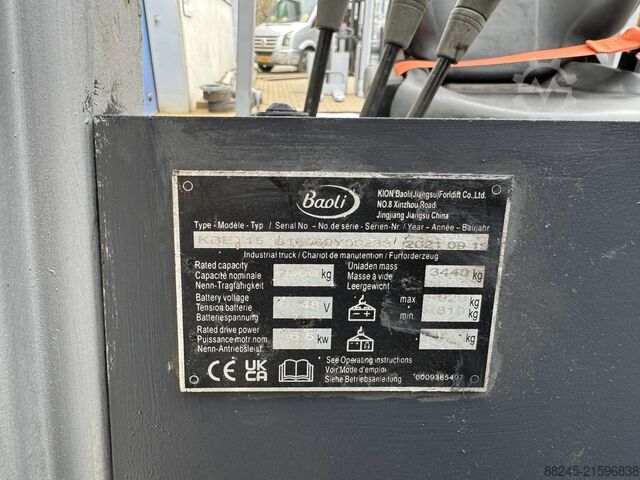 Baoli
KION Baoli(Jiangsu)Forklift Co.,Ltd.
NO.8 Xinzhou Road
Jingjiang Jiangsu China
Type - Modèle - Typ / Serial No. - No de série - Serien-Nr / Year - Année - Baujahr
2021 09
Industrial truck / Chariot de manutention / Furforderzeug
Rated capacity
Capacité nominale kg
Nenn-Tragfähigkeit
Unladen mass
Masse à vide 3440 kg
Leergewicht
Battery voltage
Tension batterie 48 V
Batteriespannung
max kg
min. kg
Rated drive power
Puissance motr.nom kw
Nenn-Antriebsleist.
kg
CE UK CA
See Operating instructions
Voir Mode d'emploi
Siehe Betriebsanleitung
88245-21596838